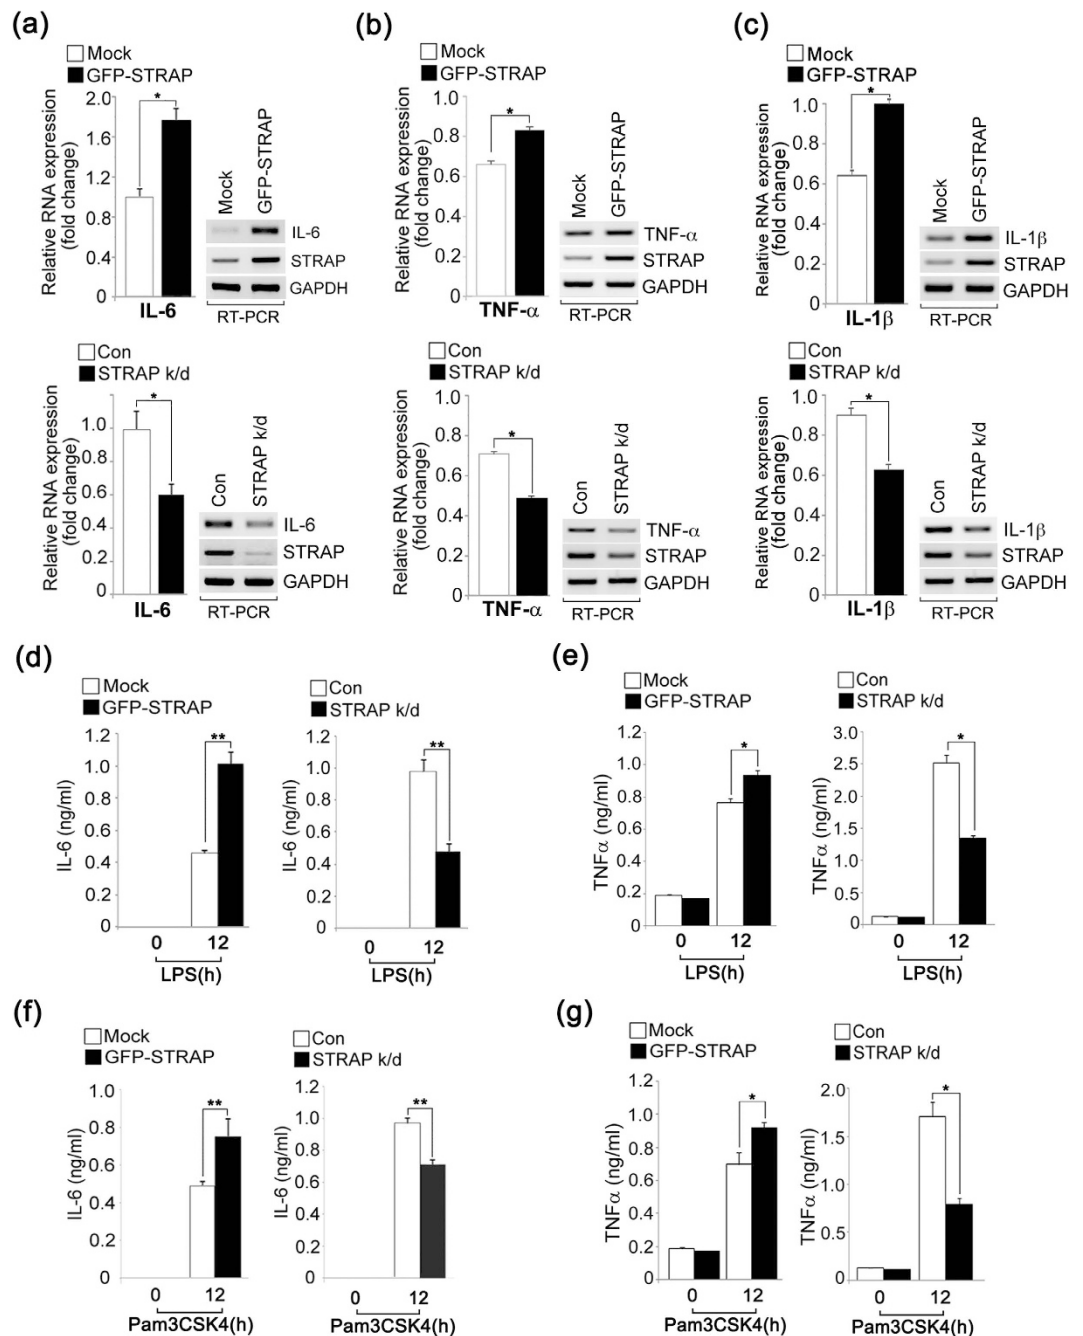 (a)
Mock
GFP-STRAP
Relative RNA expression
(fold change)
2.0
1.6
1.2
0.8
0.4
0
*
IL-6
Mock
GFP-STRAP
IL-6
STRAP
GAPDH
RT-PCR
Con
STRAP k/d
Relative RNA expression
(fold change)
1.2
1.0
0.8
0.6
0.4
0.2
0
*
IL-6
Con
STRAP k/d
IL-6
STRAP
GAPDH
RT-PCR
(b)
Mock
GFP-STRAP
Relative RNA expression
(fold change)
1.0
0.8
0.6
0.4
0.2
0
*
TNF-α
Mock
GFP-STRAP
TNF-α
STRAP
GAPDH
RT-PCR
Con
STRAP k/d
Relative RNA expression
(fold change)
1.0
0.8
0.6
0.4
0.2
0
*
TNF-α
Con
STRAP k/d
TNF-α
STRAP
GAPDH
RT-PCR
(c)
Mock
GFP-STRAP
Relative RNA expression
(fold change)
1.0
0.8
0.6
0.4
0.2
0
*
IL-1β
Mock
GFP-STRAP
IL-1β
STRAP
GAPDH
RT-PCR
Con
STRAP k/d
Relative RNA expression
(fold change)
1.0
0.8
0.6
0.4
0.2
0
*
IL-1β
Con
STRAP k/d
IL-1β
STRAP
GAPDH
RT-PCR
(d)
Mock
GFP-STRAP
IL-6 (ng/ml)
1.2
1.0
0.8
0.6
0.4
0.2
0
**
0 12
LPS(h)
Con
STRAP k/d
IL-6 (ng/ml)
1.2
1.0
0.8
0.6
0.4
0.2
0
**
0 12
LPS(h)
(e)
Mock
GFP-STRAP
TNFα (ng/ml)
1.2
1.0
0.8
0.6
0.4
0.2
0
*
0 12
LPS(h)
Con
STRAP k/d
TNFα (ng/ml)
3.0
2.5
2.0
1.5
1.0
0.5
0
*
0 12
LPS(h)
(f)
Mock
GFP-STRAP
IL-6 (ng/ml)
1.0
0.8
0.6
0.4
0.2
0
**
0 12
Pam3CSK4(h)
Con
STRAP k/d
IL-6 (ng/ml)
1.2
1.0
0.8
0.6
0.4
0.2
0
**
0 12
Pam3CSK4(h)
(g)
Mock
GFP-STRAP
TNFα (ng/ml)
1.2
1.0
0.8
0.6
0.4
0.2
0
*
0 12
Pam3CSK4(h)
Con
STRAP k/d
TNFα (ng/ml)
2.0
1.5
1.0
0.5
0
*
0 12
Pam3CSK4(h)